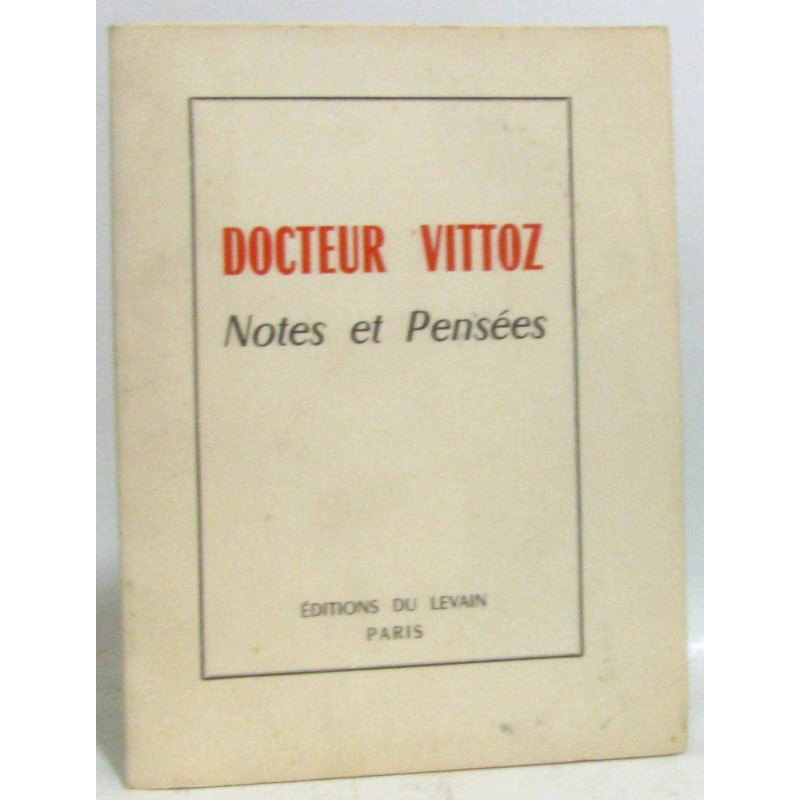 DOCTEUR VITTOZ
Notes et Pensées
ÉDITIONS DU LEVAIN
PARIS